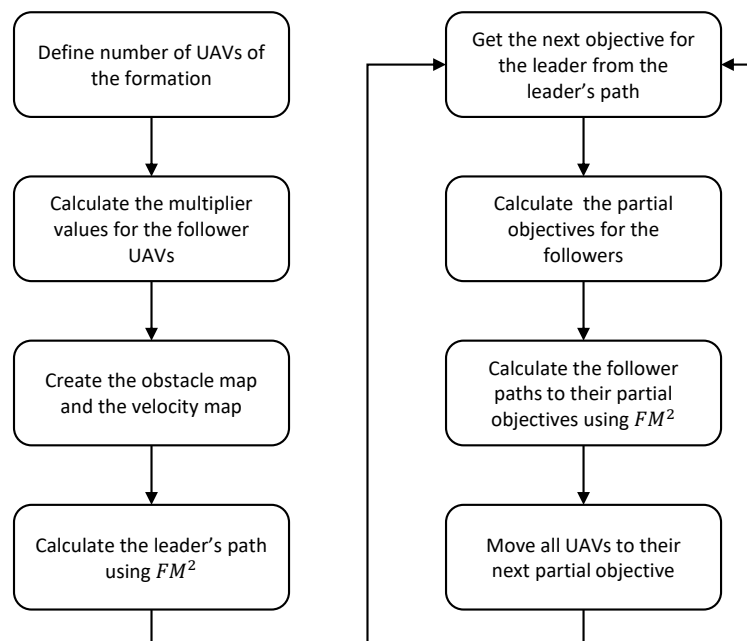 Define number of UAVs of
the formation
Calculate the multiplier
values for the follower
UAVs
Create the obstacle map
and the velocity map
Calculate the leader’s path
using FM²
Get the next objective for
the leader from the
leader’s path
Calculate  the partial
objectives for the
followers
Calculate the follower
paths to their partial
objectives using FM²
Move all UAVs to their
next partial objective